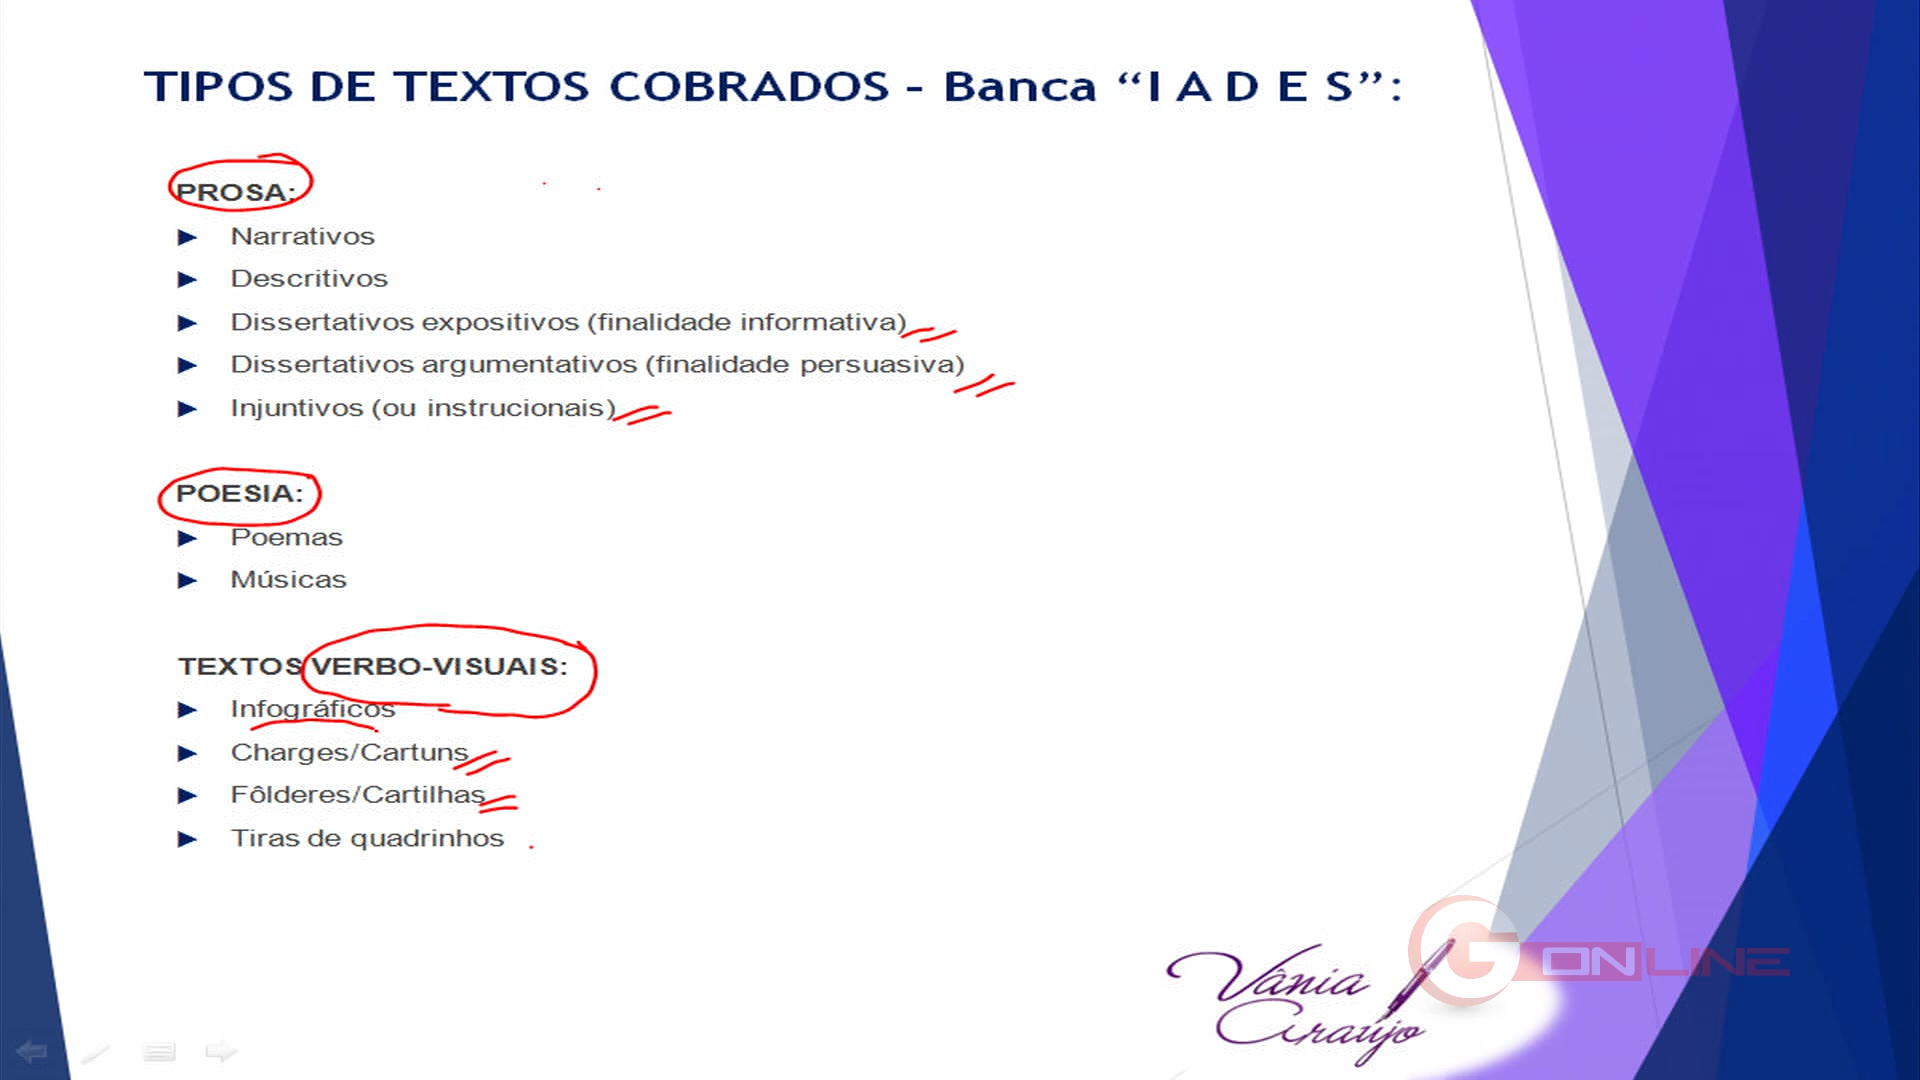 TIPOS DE TEXTOS COBRADOS - Banca “I A D E S”:
PROSA:
► Narrativos
► Descritivos
► Dissertativos expositivos (finalidade informativa)
► Dissertativos argumentativos (finalidade persuasiva)
► Injuntivos (ou instrucionais)
POESIA:
► Poemas
► Músicas
TEXTOS VERBO-VISUAIS:
► Infográficos
► Charges/Cartuns
► Fôlderes/Cartilhas
► Tiras de quadrinhos
Vânia
Araújo
G ONLINE